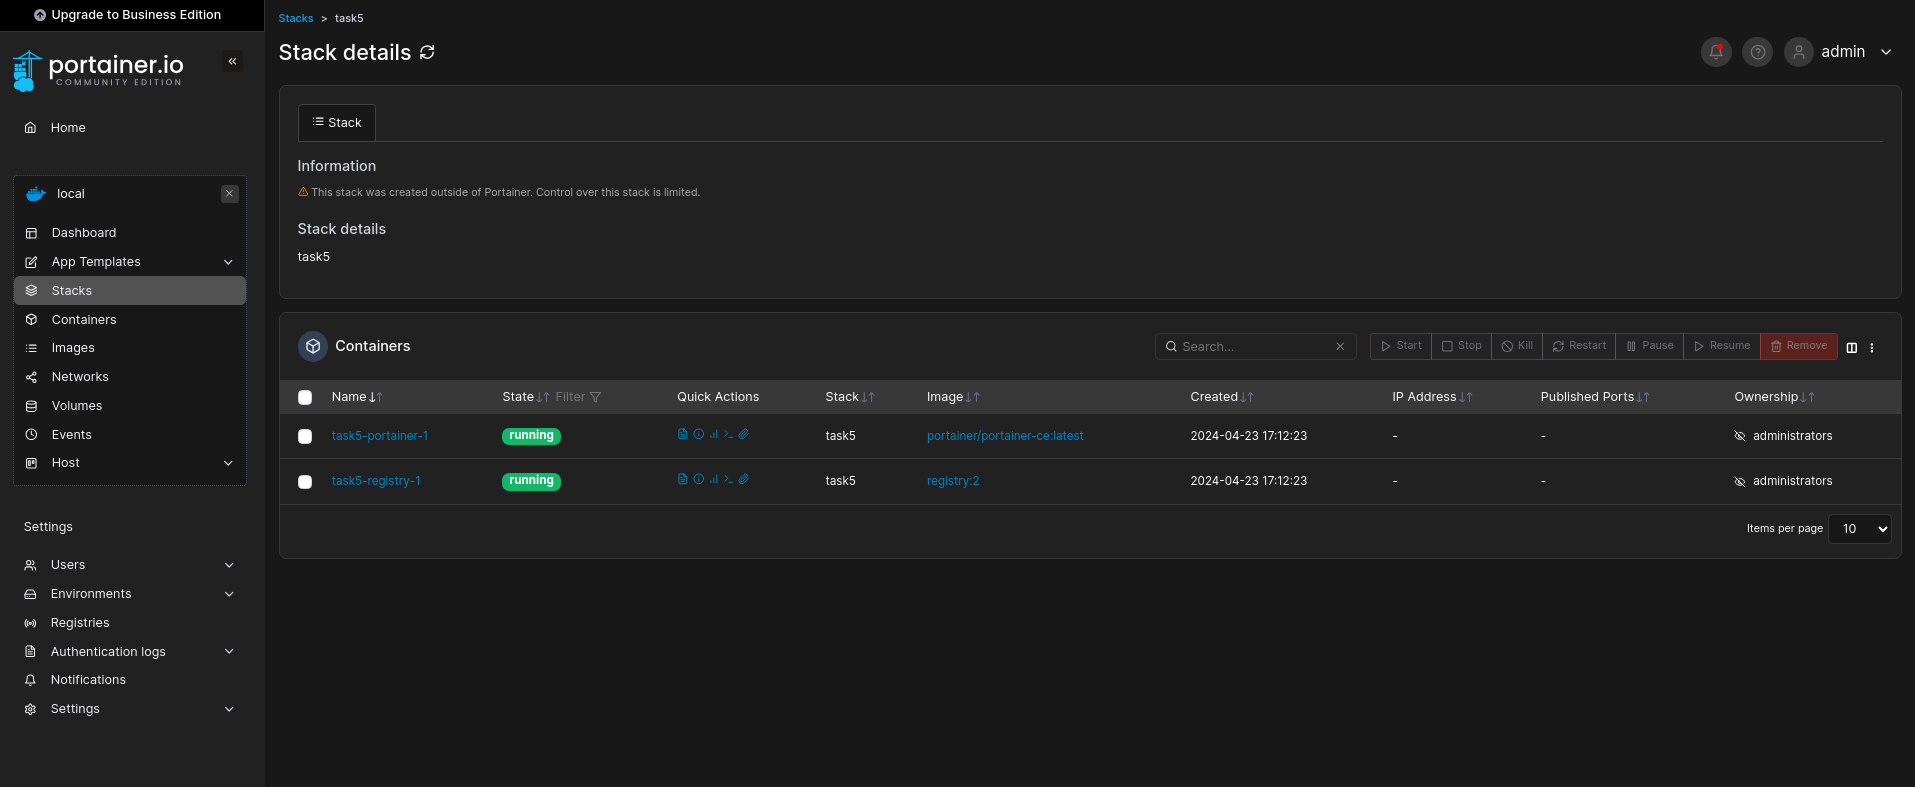 Upgrade to Business Edition
portainer.io
COMMUNITY EDITION
Home
local
Dashboard
App Templates
Stacks
Containers
Images
Networks
Volumes
Events
Host
Settings
Users
Environments
Registries
Authentication logs
Notifications
Settings
Stacks > task5
Stack details
admin
Stack
Information
This stack was created outside of Portainer. Control over this stack is limited.
Stack details
task5
Containers
Search...
Start Stop Kill Restart Pause Resume Remove
Name State Filter Quick Actions Stack Image Created IP Address Published Ports Ownership
task5-portainer-1 running task5 portainer/portainer-ce:latest 2024-04-23 17:12:23 - - administrators
task5-registry-1 running task5 registry:2 2024-04-23 17:12:23 - - administrators
Items per page 10